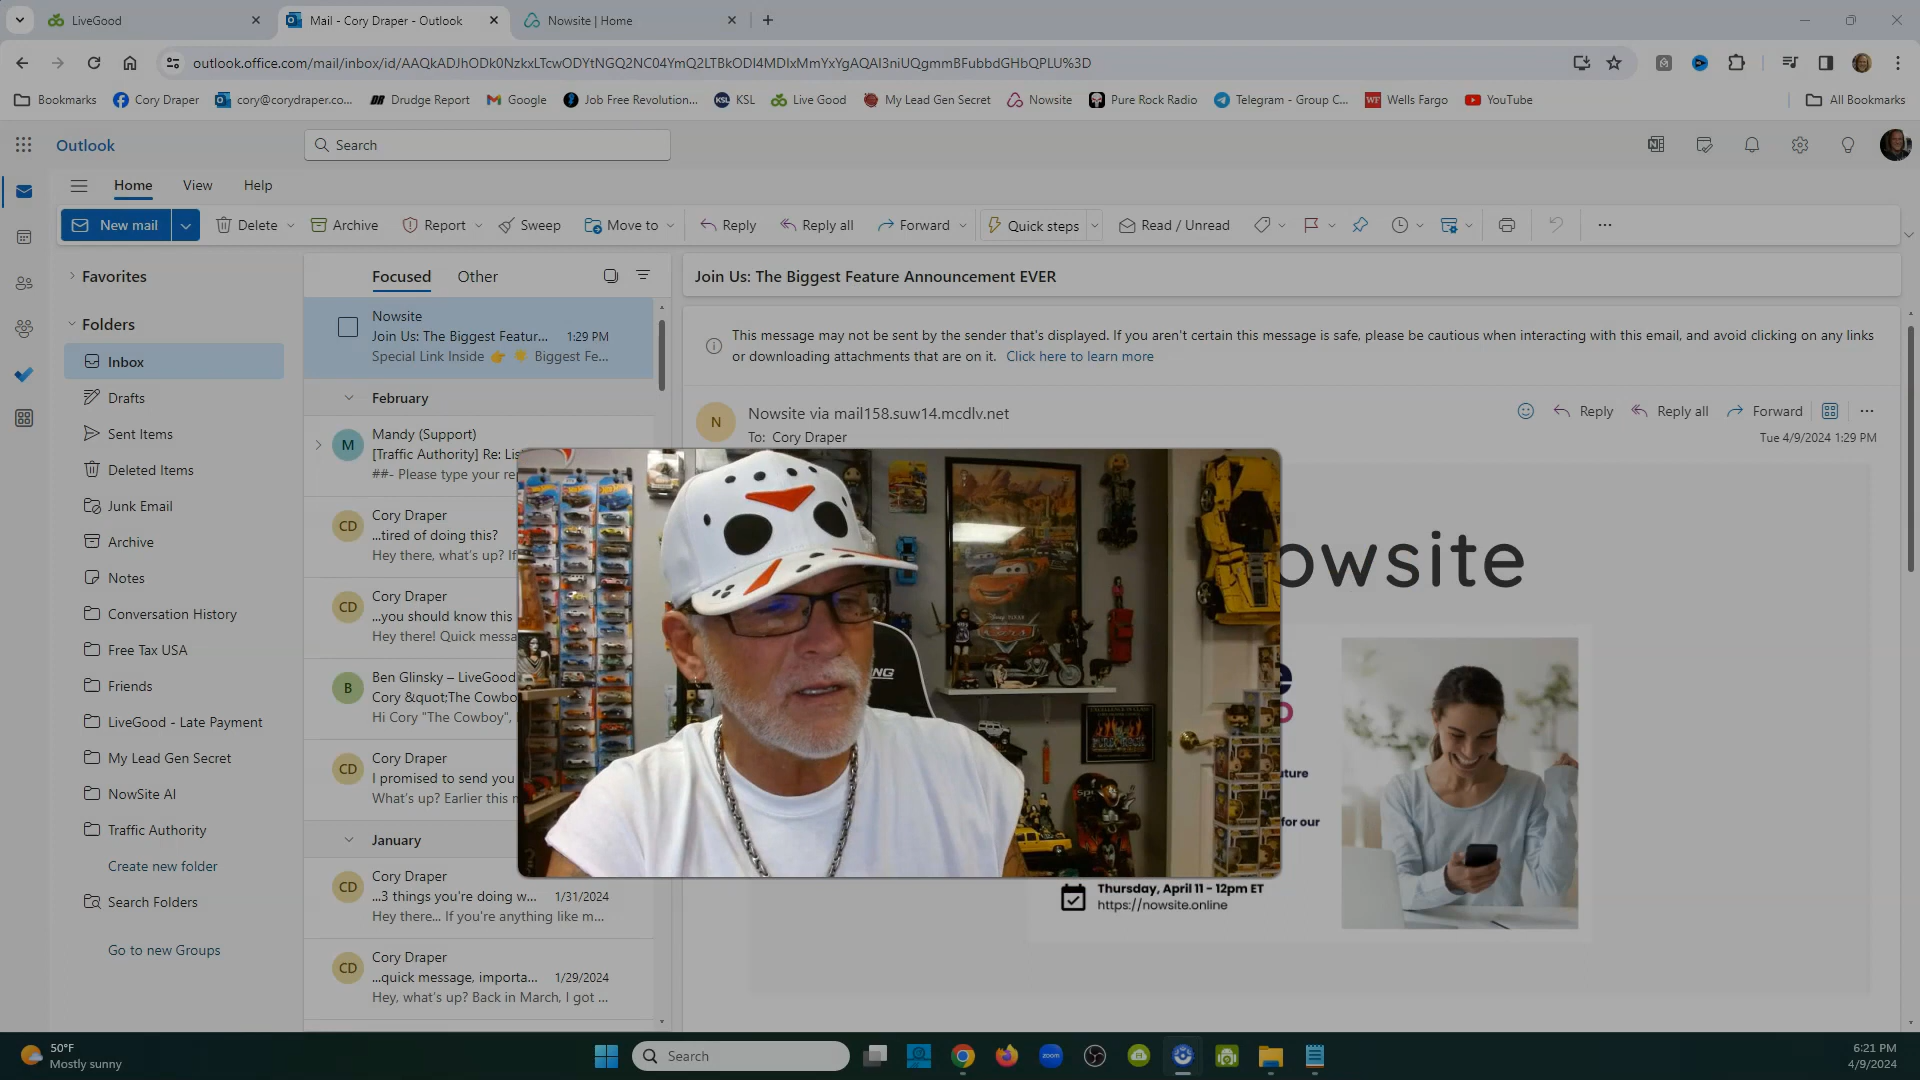 LiveGood
Mail - Cory Draper - Outlook
Nowsite | Home
outlook.office.com/mail/inbox/id/AAQkADJhODk0NzkxLTcwODYtNGQ2NC04YmQ2LTBkODI4MDIxMmYxYgAQAI3niUQgmmBFubbdGHbQPLU%3D
Bookmarks
Cory Draper
cory@corydraper.co...
Drudge Report
Google
Job Free Revolution...
KSL
Live Good
My Lead Gen Secret
Nowsite
Pure Rock Radio
Telegram - Group C...
Wells Fargo
YouTube
All Bookmarks
Outlook
Search
Home
View
Help
New mail
Delete
Archive
Report
Sweep
Move to
Reply
Reply all
Forward
Quick steps
Read / Unread
Favorites
Folders
Inbox
Drafts
Sent Items
Deleted Items
Junk Email
Archive
Notes
Conversation History
Free Tax USA
Friends
LiveGood - Late Payment
My Lead Gen Secret
NowSite AI
Traffic Authority
Create new folder
Search Folders
Go to new Groups
Focused
Other
Nowsite
Join Us: The Biggest Featur... 1:29 PM
Special Link Inside 👉 ☀️ Biggest Fe...
February
M
Mandy (Support)
[Traffic Authority] Re: Lis
##- Please type your re
CD
Cory Draper
...tired of doing this?
Hey there, what's up? If
CD
Cory Draper
...you should know this
Hey there! Quick messa
B
Ben Glinsky – LiveGood
Cory &quot;The Cowbo
Hi Cory "The Cowboy",
CD
Cory Draper
I promised to send you
What's up? Earlier this m
January
CD
Cory Draper
...3 things you're doing w... 1/31/2024
Hey there... If you're anything like m...
CD
Cory Draper
...quick message, importa... 1/29/2024
Hey, what's up? Back in March, I got ...
Join Us: The Biggest Feature Announcement EVER
This message may not be sent by the sender that's displayed. If you aren't certain this message is safe, please be cautious when interacting with this email, and avoid clicking on any links
or downloading attachments that are on it. Click here to learn more
N
Nowsite via mail158.suw14.mcdlv.net
To: Cory Draper
Reply
Reply all
Forward
Tue 4/9/2024 1:29 PM
owsite
e
uture
for our
Thursday, April 11 - 12pm ET
https://nowsite.online
NG
50°F
Mostly sunny
Search
zoom
6:21 PM
4/9/2024